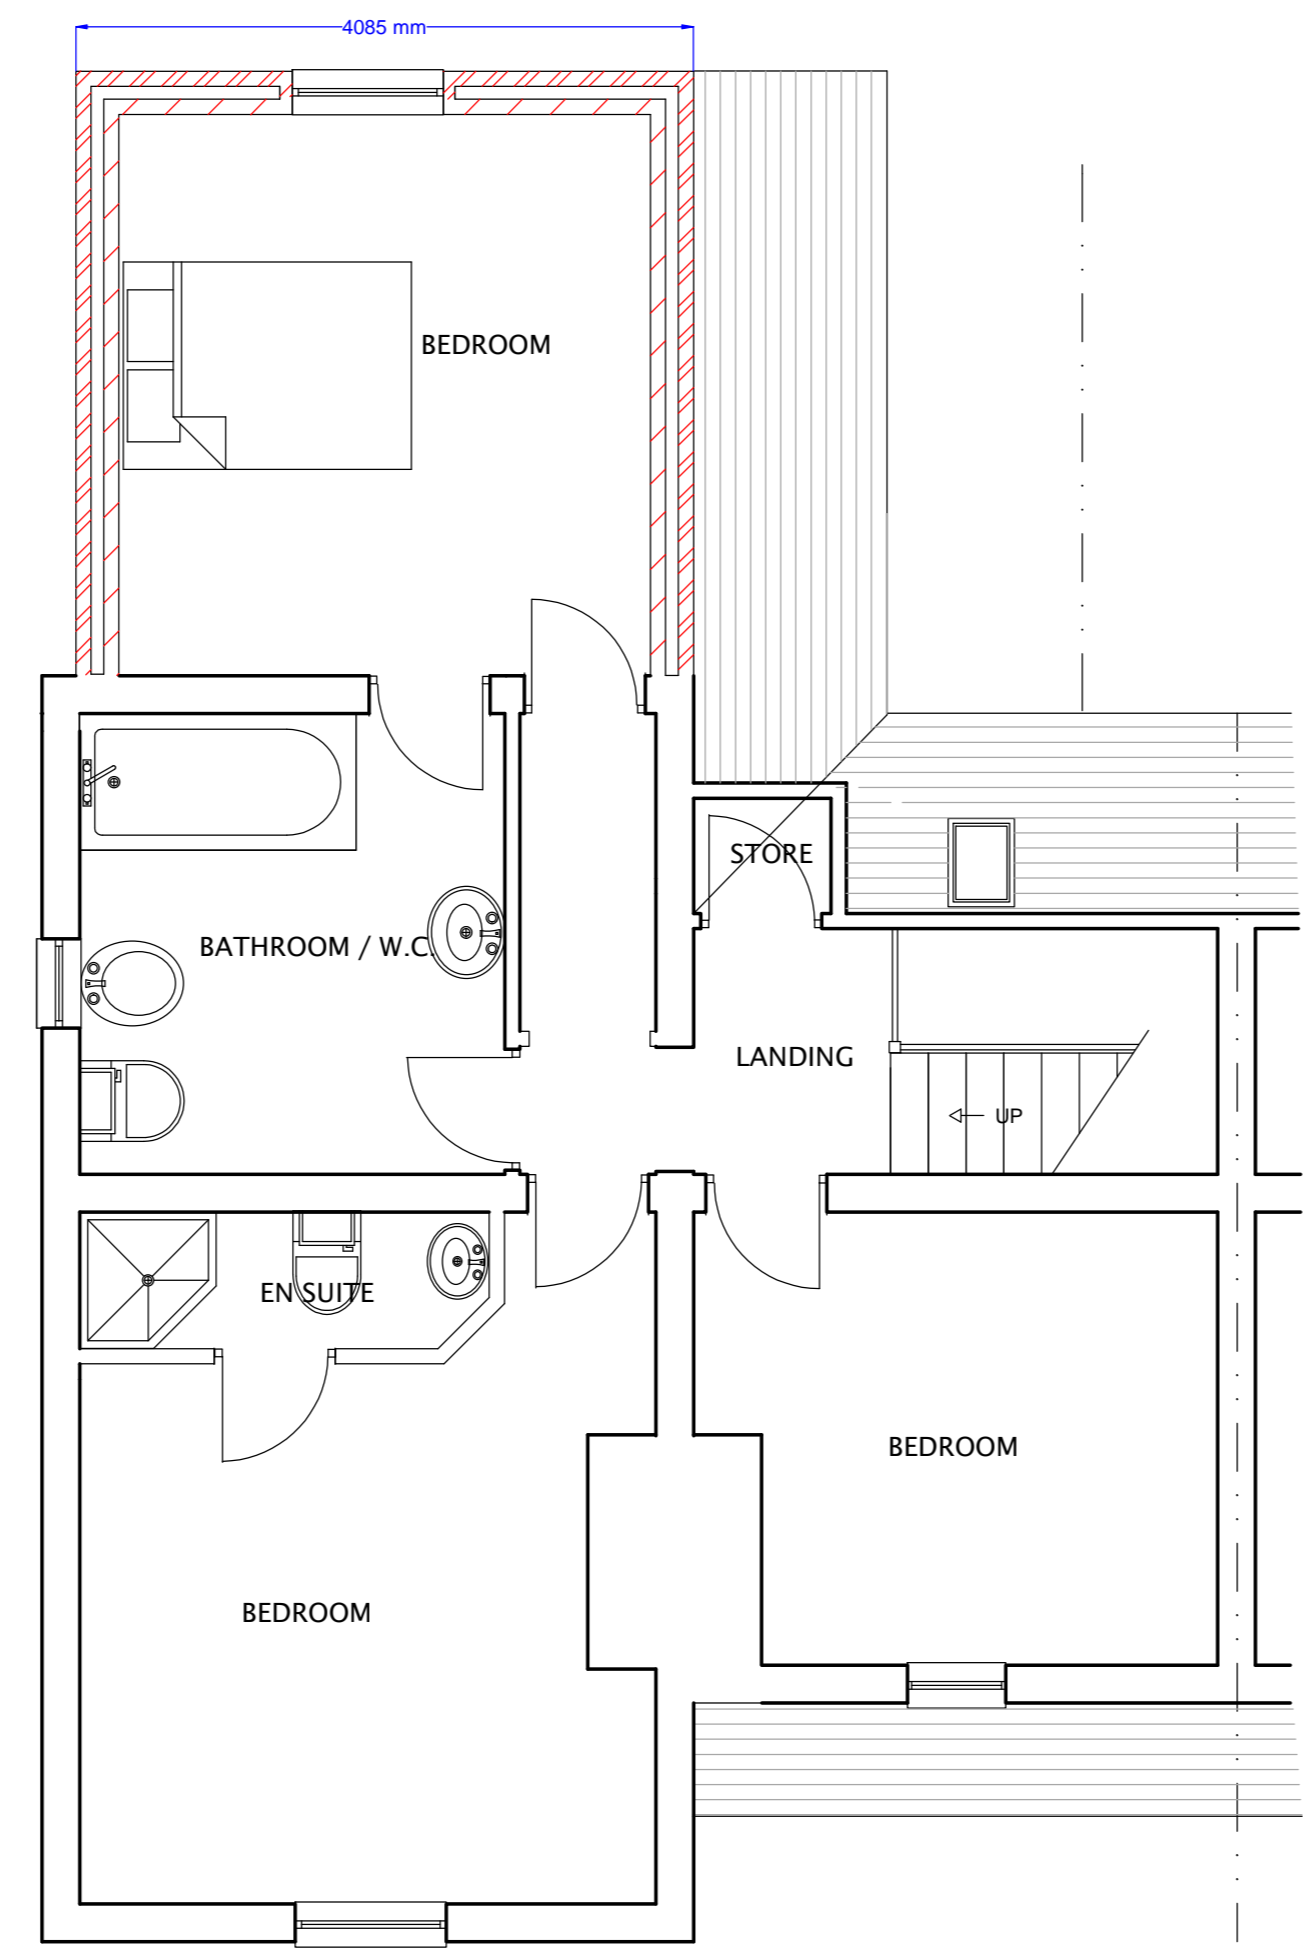 4085 mm
BEDROOM
STORE
BATHROOM / W.C.
LANDING
UP
EN SUITE
BEDROOM
BEDROOM